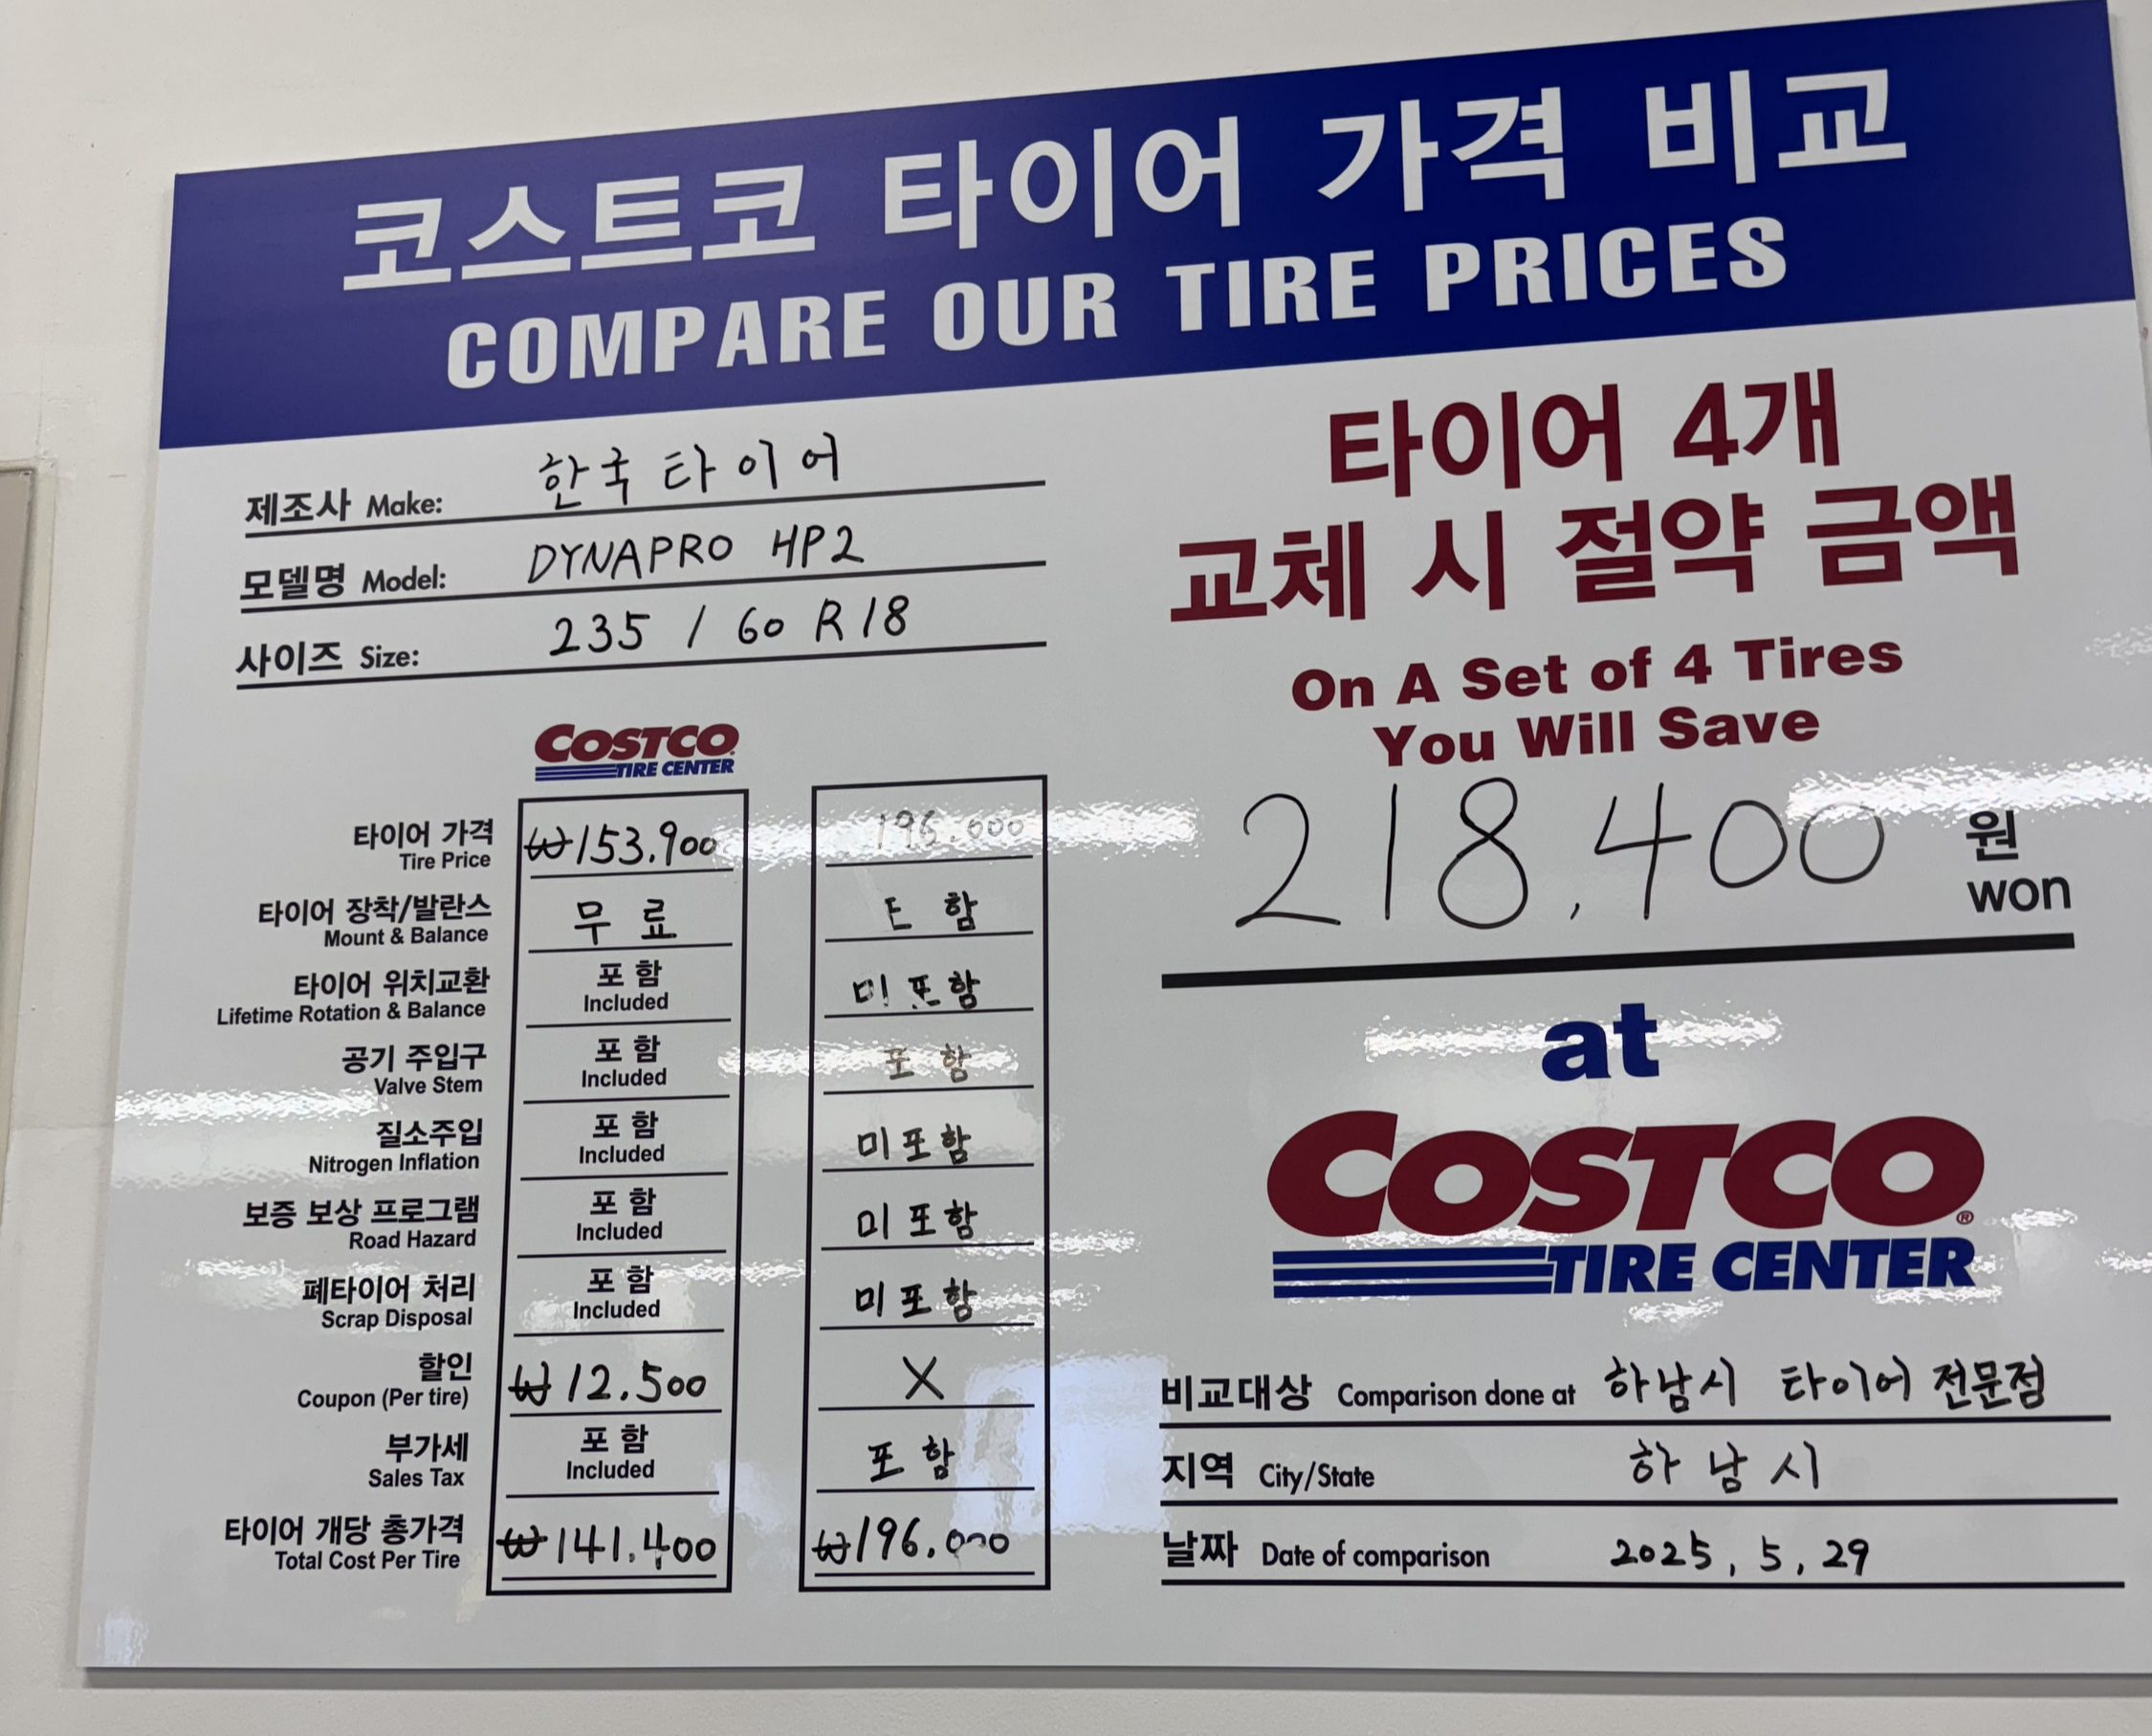 코스트코 타이어 가격 비교
COMPARE OUR TIRE PRICES
제조사 Make: 한국타이어
모델명 Model: DYNAPRO HP2
사이즈 Size: 235 / 60 R18
COSTCO
TIRE CENTER
타이어 가격 ₩153.900 196.000
Tire Price
타이어 장착/발란스 무료 포함
Mount & Balance
타이어 위치교환 포함 미포함
Lifetime Rotation & Balance Included
공기 주입구 포함 포함
Valve Stem Included
질소주입 포함 미포함
Nitrogen Inflation Included
보증 보상 프로그램 포함 미포함
Road Hazard Included
폐타이어 처리 포함 미포함
Scrap Disposal Included
할인 ₩12.500 X
Coupon (Per tire)
부가세 포함 포함
Sales Tax Included
타이어 개당 총가격 ₩141.400 ₩196.000
Total Cost Per Tire
타이어 4개
교체 시 절약 금액
On A Set of 4 Tires
You Will Save
218,400 원
won
at
COSTCO®
TIRE CENTER
비교대상 Comparison done at 하남시 타이어 전문점
지역 City/State 하남시
날짜 Date of comparison 2025, 5, 29